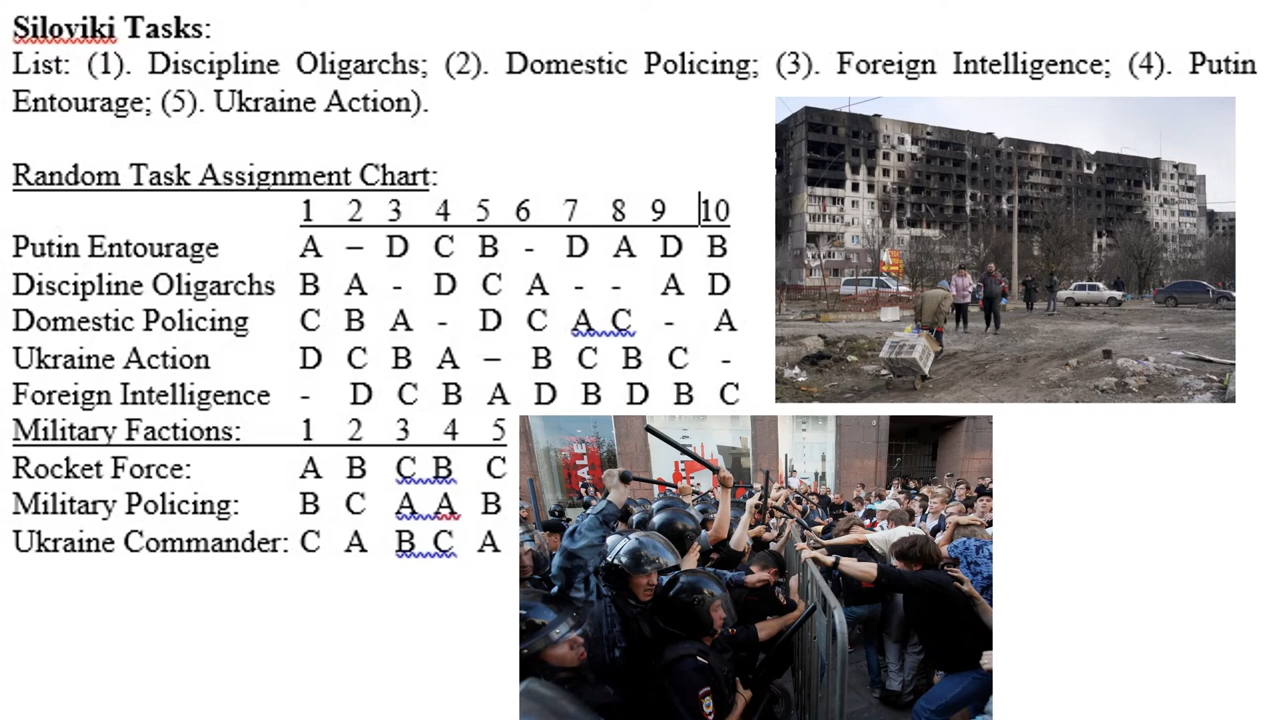 Siloviki Tasks:
List: (1). Discipline Oligarchs; (2). Domestic Policing; (3). Foreign Intelligence; (4). Putin
Entourage; (5). Ukraine Action).
Random Task Assignment Chart:
1 2 3 4 5 6 7 8 9 10
Putin Entourage A – D C B - D A D B
Discipline Oligarchs B A - D C A - - A D
Domestic Policing C B A - D C A C - A
Ukraine Action D C B A – B C B C -
Foreign Intelligence - D C B A D B D B C
Military Factions: 1 2 3 4 5
Rocket Force: A B C B C
Military Policing: B C A A B
Ukraine Commander: C A B C A
SALE